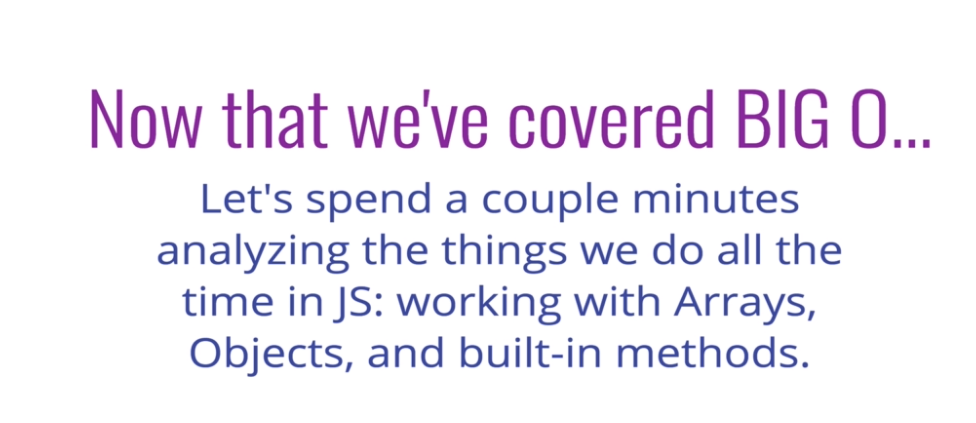 Now that we've covered BIG O...
Let's spend a couple minutes
analyzing the things we do all the
time in JS: working with Arrays,
Objects, and built-in methods.